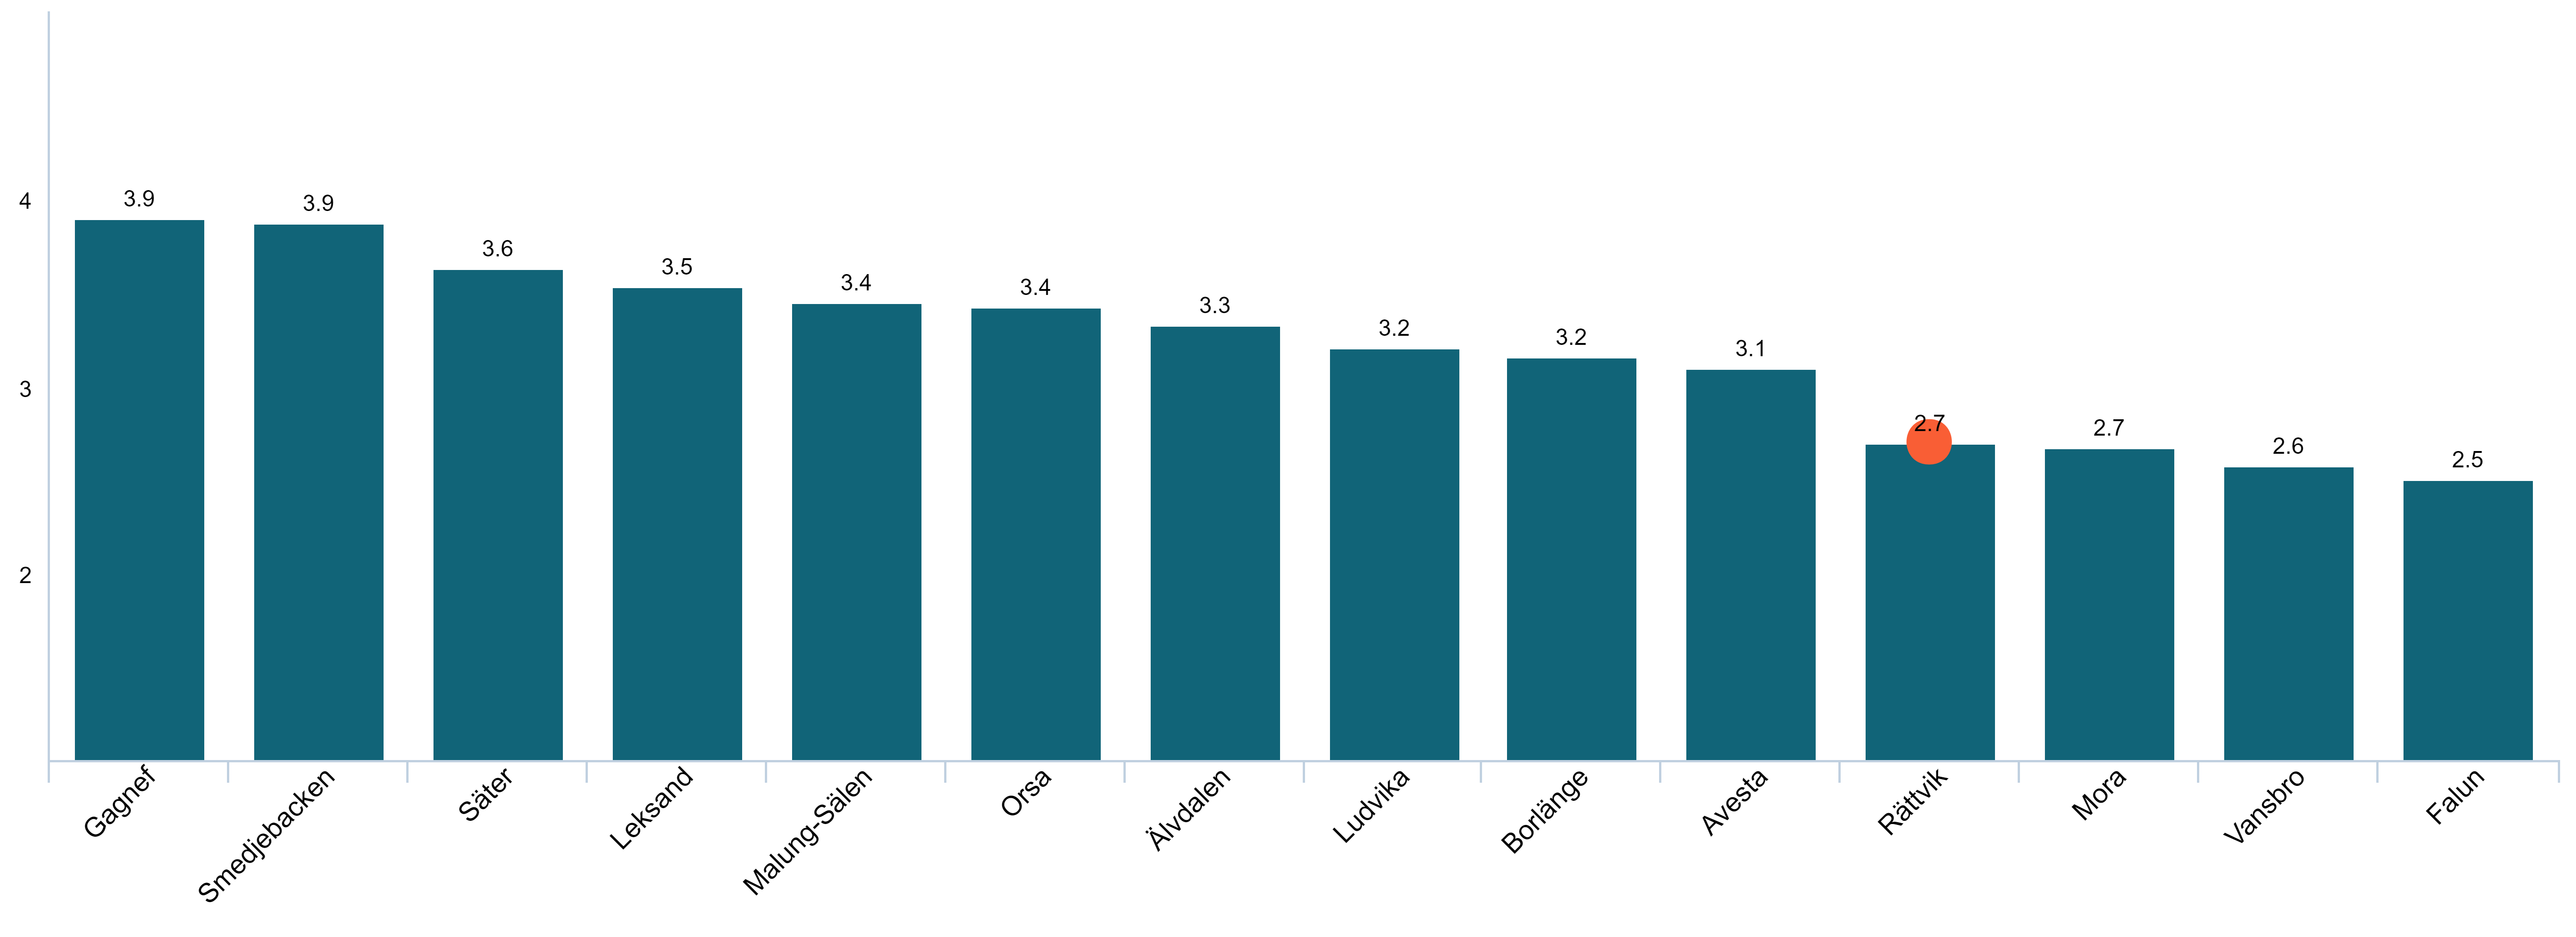 4
3
2
3.9
3.9
3.6
3.5
3.4
3.4
3.3
3.2
3.2
3.1
2.7
2.7
2.6
2.5
Gagnef
Smedjebacken
Säter
Leksand
Malung-Sälen
Orsa
Älvdalen
Ludvika
Borlänge
Avesta
Rättvik
Mora
Vansbro
Falun